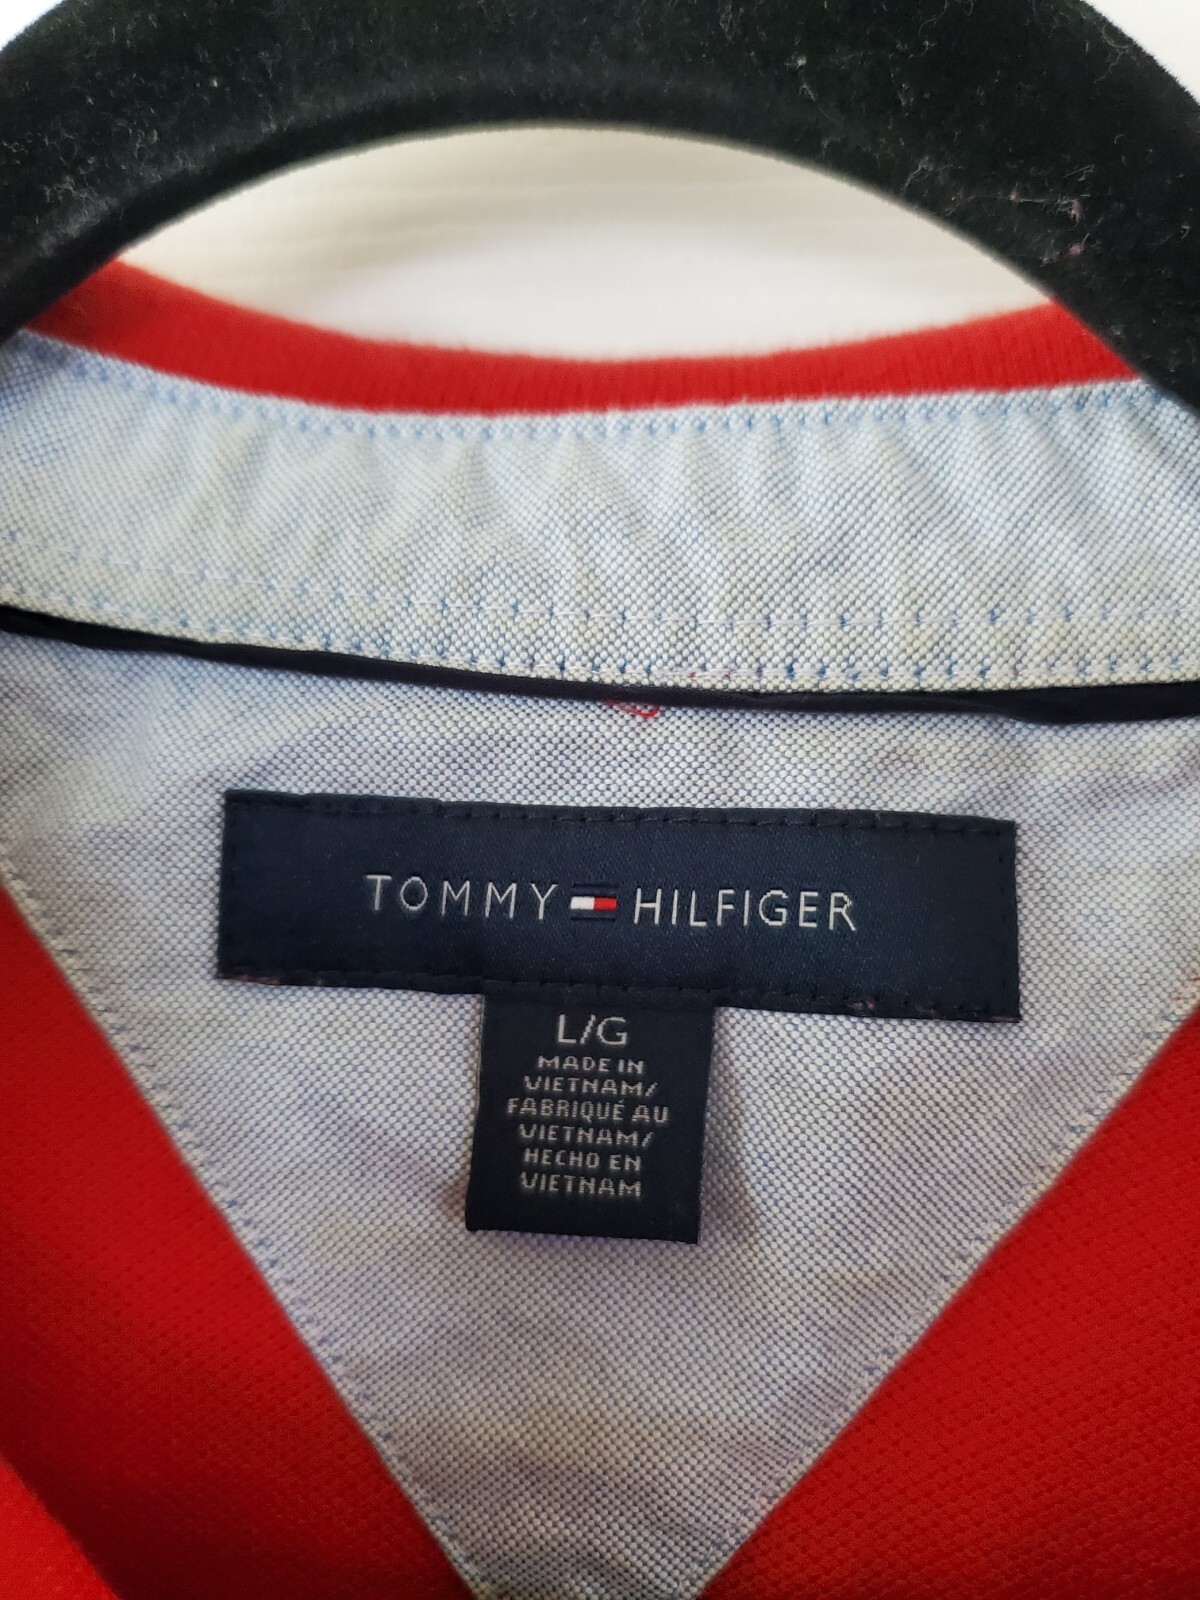 TOMMY HILFIGER
L/G
MADE IN
VIETNAM/
FABRIQUÉ AU
VIETNAM/
HECHO EN
VIETNAM